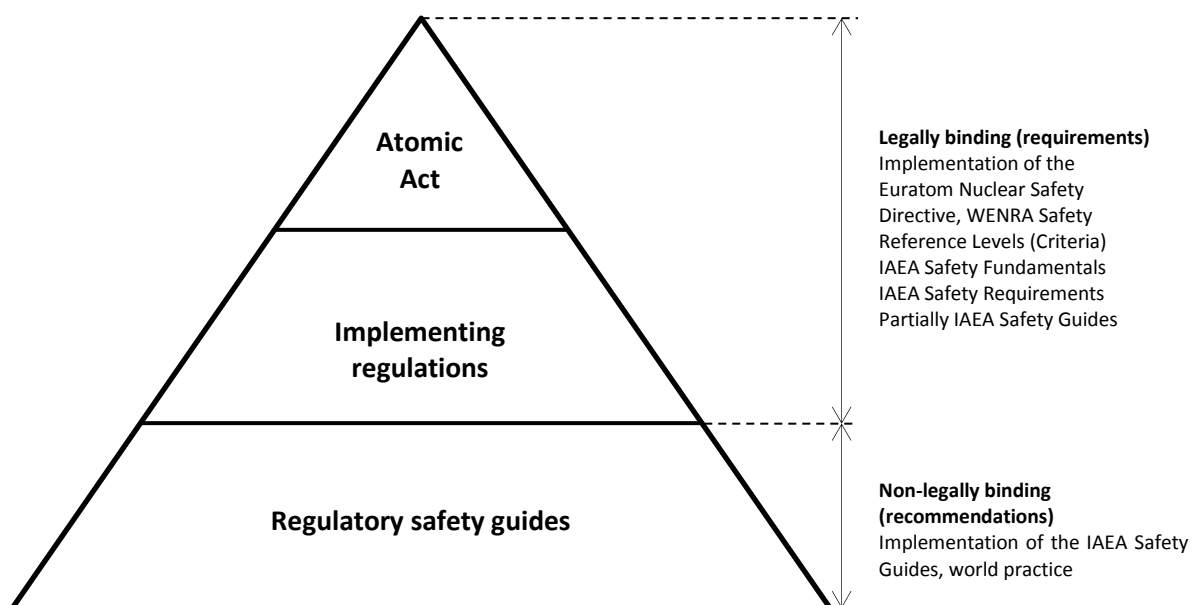 Atomic
Act
Implementing
regulations
Regulatory safety guides
Legally binding (requirements)
Implementation of the
Euratom Nuclear Safety
Directive, WENRA Safety
Reference Levels (Criteria)
IAEA Safety Fundamentals
IAEA Safety Requirements
Partially IAEA Safety Guides
Non-legally binding
(recommendations)
Implementation of the IAEA Safety
Guides, world practice